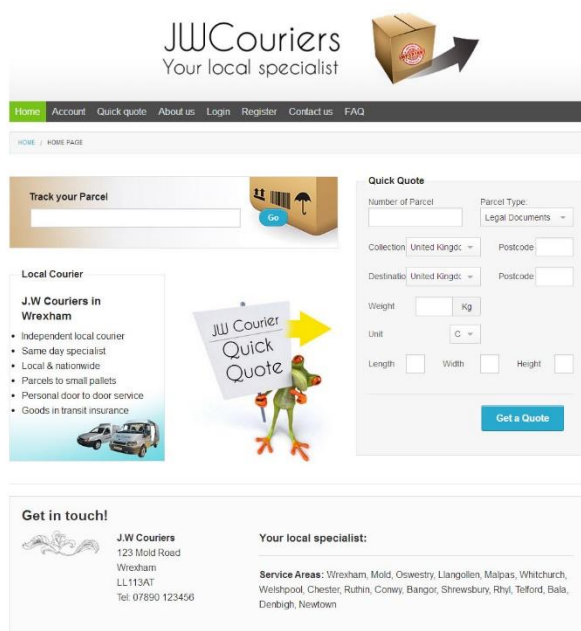 JWCouriers
Your local specialist
IMPORTANT
Home Account Quick quote About us Login Register Contact us FAQ
HOME / HOME PAGE
Track your Parcel
Go
Quick Quote
Number of Parcel Parcel Type:
Legal Documents
Collection United Kingdc Postcode
Destinatio United Kingdc Postcode
Weight Kg
Unit C
Length Width Height
Get a Quote
Local Courier
J.W Couriers in
Wrexham
• Independent local courier
• Same day specialist
• Local & nationwide
• Parcels to small pallets
• Personal door to door service
• Goods in transit insurance
JW Courier
Quick
Quote
Get in touch!
J.W Couriers
123 Mold Road
Wrexham
LL113AT
Tel: 07890 123456
Your local specialist:
Service Areas: Wrexham, Mold, Oswestry, Llangollen, Malpas, Whitchurch,
Welshpool, Chester, Ruthin, Conwy, Bangor, Shrewsbury, Rhyl, Telford, Bala,
Denbigh, Newtown